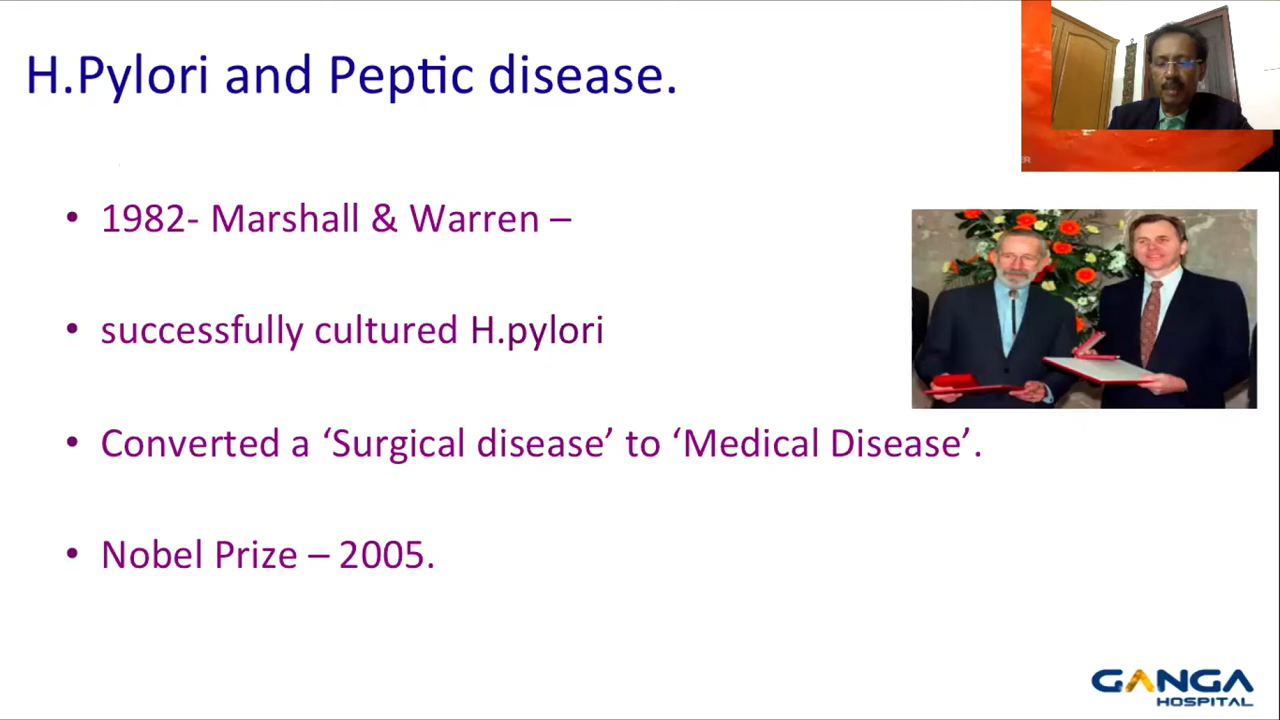 H.Pylori and Peptic disease.
• 1982- Marshall & Warren –
• successfully cultured H.pylori
• Converted a ‘Surgical disease’ to ‘Medical Disease’.
• Nobel Prize – 2005.
ER
GANGA
HOSPITAL